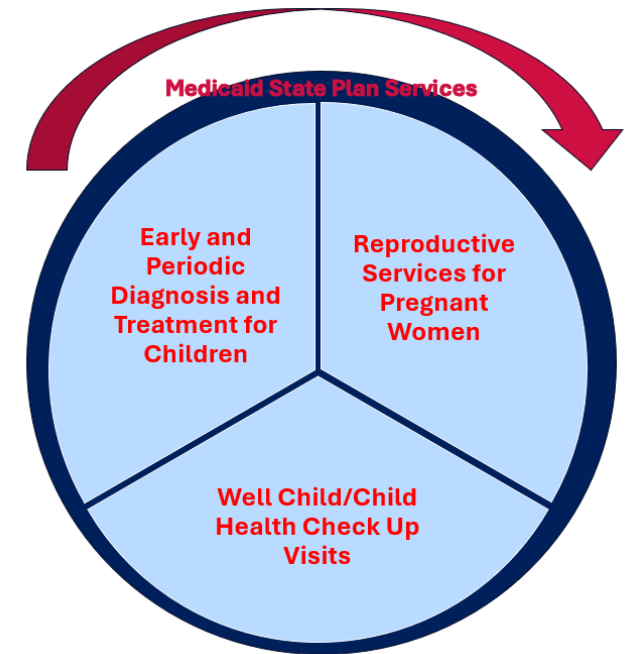 Medicaid State Plan Services
Early and
Periodic
Diagnosis and
Treatment for
Children
Reproductive
Services for
Pregnant
Women
Well Child/Child
Health Check Up
Visits